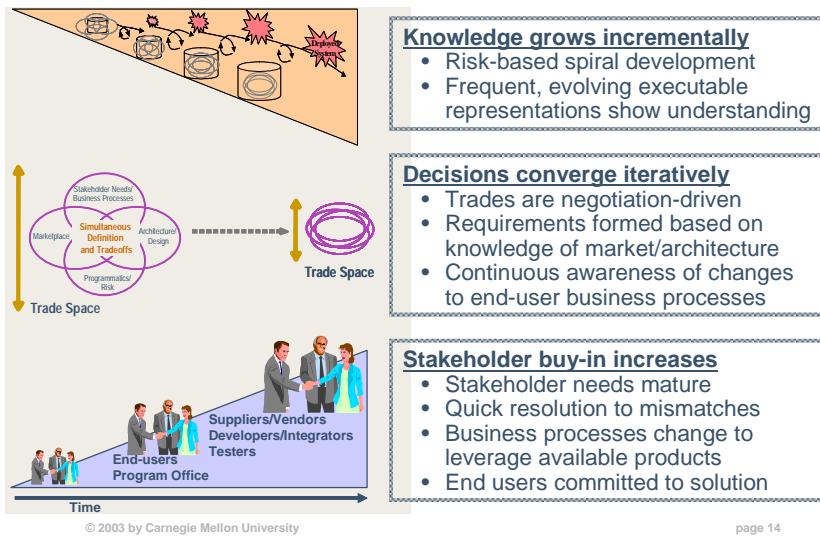 Deployed
System
Knowledge grows incrementally
• Risk-based spiral development
• Frequent, evolving executable
representations show understanding
Stakeholder Needs/
Business Processes
Marketplace
Simultaneous
Definition
and Tradeoffs
Architecture/
Design
Programmatics/
Risk
Trade Space
Trade Space
Decisions converge iteratively
• Trades are negotiation-driven
• Requirements formed based on
knowledge of market/architecture
• Continuous awareness of changes
to end-user business processes
Suppliers/Vendors
Developers/Integrators
Testers
End-users
Program Office
Time
Stakeholder buy-in increases
• Stakeholder needs mature
• Quick resolution to mismatches
• Business processes change to
leverage available products
• End users committed to solution
© 2003 by Carnegie Mellon University
page 14